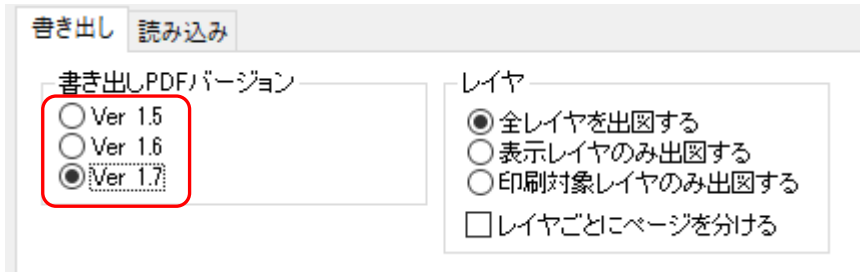 書き出し
読み込み
書き出しPDFバージョン
Ver 1.5
Ver 1.6
Ver 1.7
レイヤ
全レイヤを出図する
表示レイヤのみ出図する
印刷対象レイヤのみ出図する
レイヤごとにページを分ける